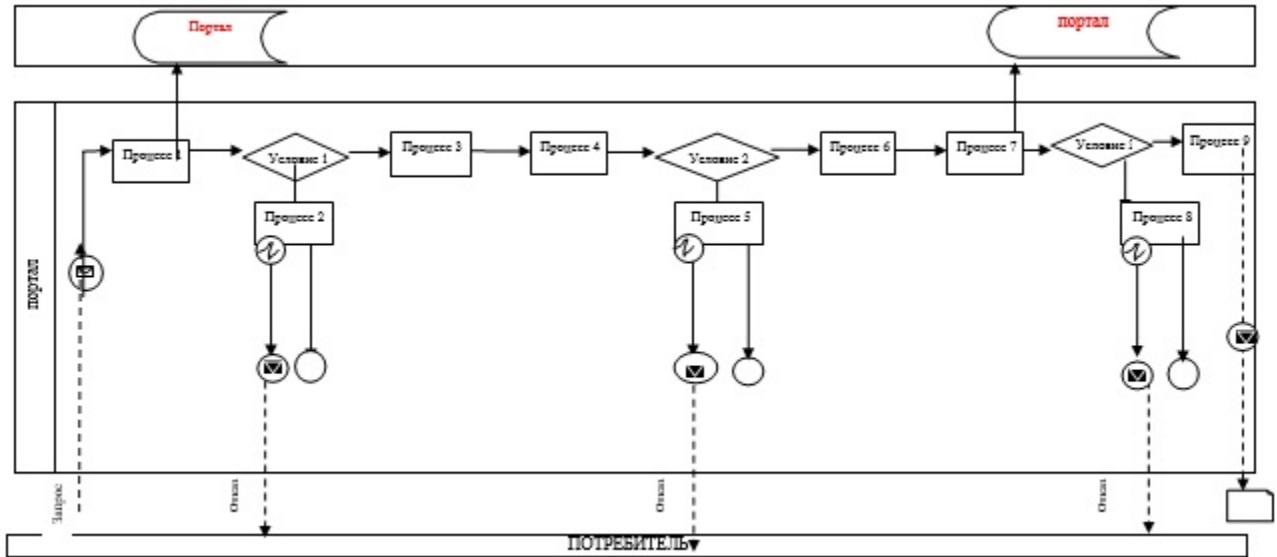 Портал
портал
Процесс 1
Условие 1
Процесс 3
Процесс 4
Условие 2
Процесс 6
Процесс 7
Условие
Процесс 9
Процесс 2
Процесс 5
Процесс 8
портал
Запрос
Отказ
Отказ
Отказ
ПОТРЕБИТЕЛЬ